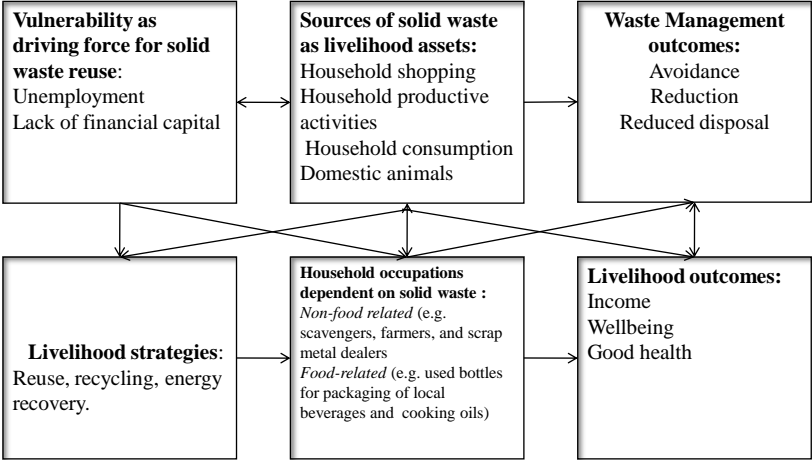 Vulnerability as
driving force for solid
waste reuse:
Unemployment
Lack of financial capital
Sources of solid waste
as livelihood assets:
Household shopping
Household productive
activities
Household consumption
Domestic animals
Waste Management
outcomes:
Avoidance
Reduction
Reduced disposal
Livelihood strategies:
Reuse, recycling, energy
recovery.
Household occupations
dependent on solid waste :
Non-food related (e.g.
scavengers, farmers, and scrap
metal dealers
Food-related (e.g. used bottles
for packaging of local
beverages and cooking oils)
Livelihood outcomes:
Income
Wellbeing
Good health